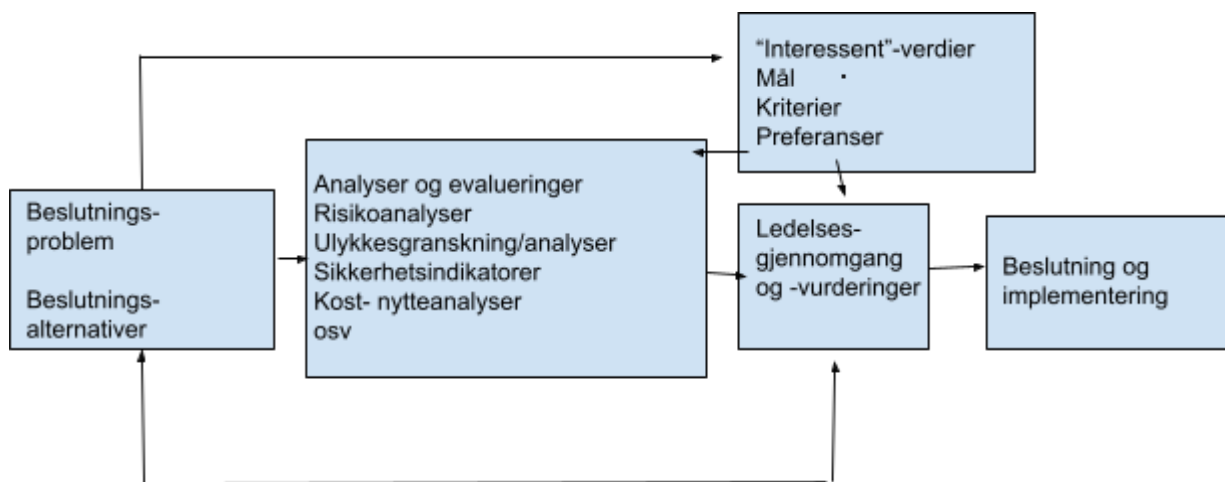 Beslutnings-
problem
Beslutnings-
alternativer
Analyser og evalueringer
Risikoanalyser
Ulykkesgranskning/analyser
Sikkerhetsindikatorer
Kost- nytteanalyser
osv
“Interessent”-verdier
Mål
Kriterier
Preferanser
Ledelses-
gjennomgang
og -vurderinger
Beslutning og
implementering